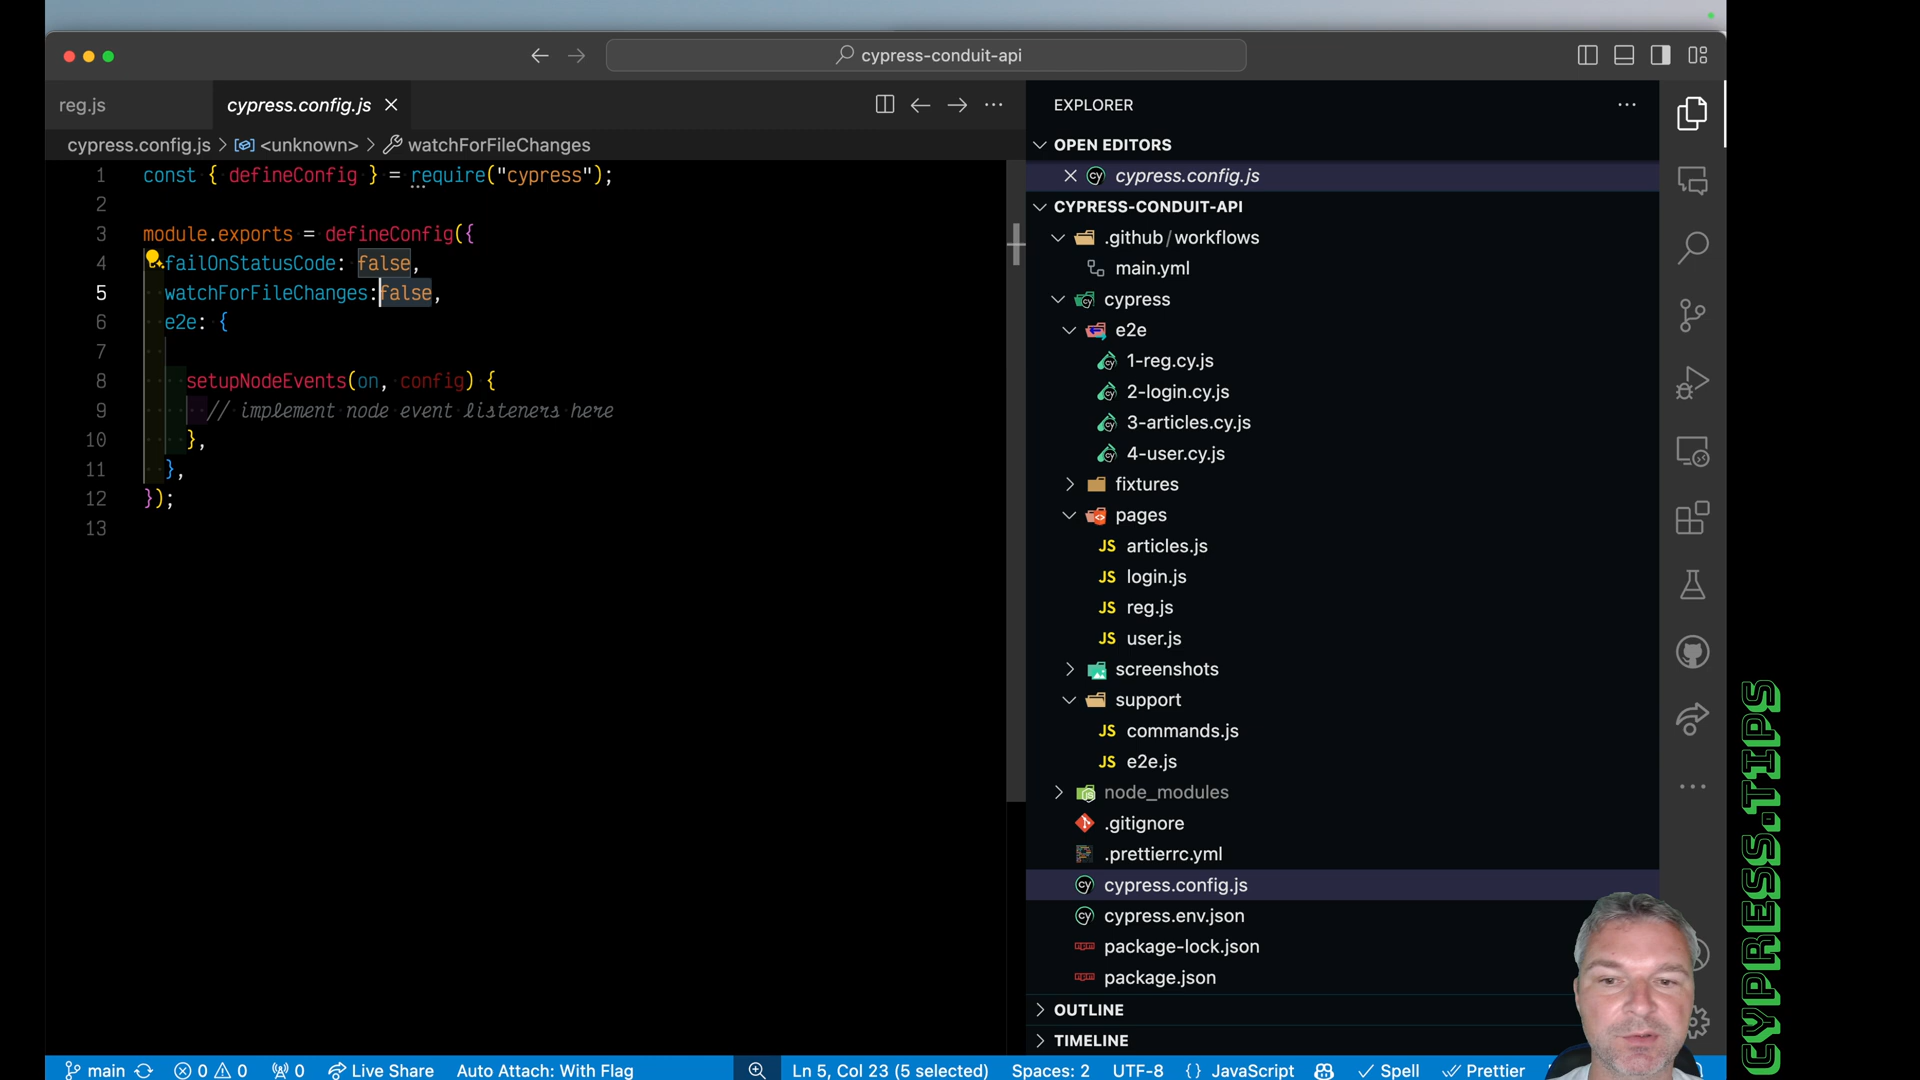 cypress-conduit-api
reg.js
cypress.config.js
cypress.config.js > <unknown> > watchForFileChanges
1 const { defineConfig } = require("cypress");
2
3 module.exports = defineConfig({
4 failOnStatusCode: false,
5 watchForFileChanges:false,
6 e2e: {
7
8 setupNodeEvents(on, config) {
9 // implement node event listeners here
10 },
11 },
12 });
13
EXPLORER
OPEN EDITORS
cypress.config.js
CYPRESS-CONDUIT-API
.github/workflows
main.yml
cypress
e2e
1-reg.cy.js
2-login.cy.js
3-articles.cy.js
4-user.cy.js
fixtures
pages
JS articles.js
JS login.js
JS reg.js
JS user.js
screenshots
support
JS commands.js
JS e2e.js
node_modules
.gitignore
.prettierrc.yml
cypress.config.js
cypress.env.json
package-lock.json
package.json
OUTLINE
TIMELINE
main 0 0 0 Live Share Auto Attach: With Flag Ln 5, Col 23 (5 selected) Spaces: 2 UTF-8 {} JavaScript Spell Prettier
CYPRESS.TIPS